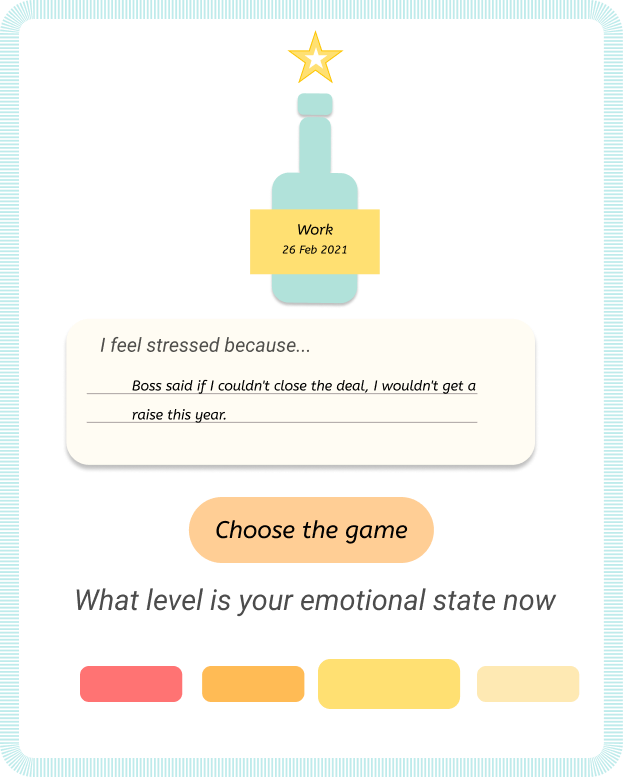 Work
26 Feb 2021
I feel stressed because...
Boss said if I couldn't close the deal, I wouldn't get a
raise this year.
Choose the game
What level is your emotional state now